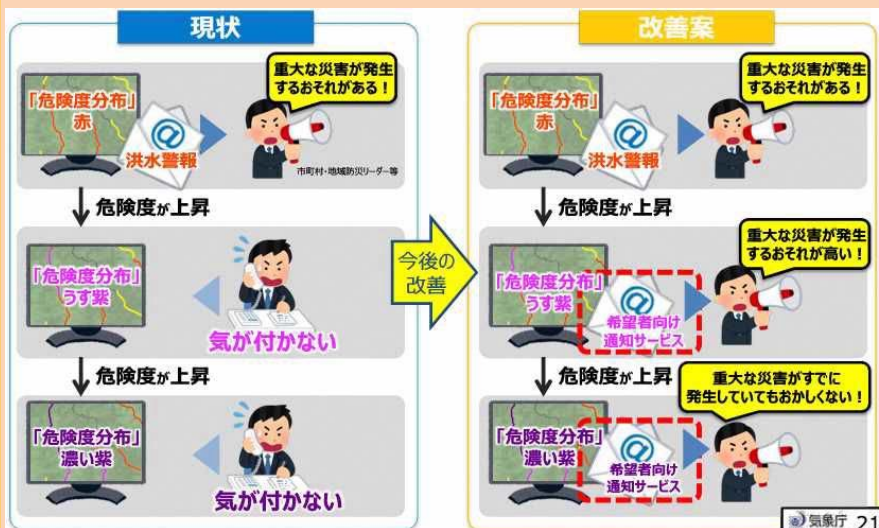 現状
「危険度分布」
赤
@
洪水警報
重大な災害が発生
するおそれがある！
市町村・地域防災リーダー等
危険度が上昇
「危険度分布」
うす紫
気が付かない
危険度が上昇
「危険度分布」
濃い紫
気が付かない
今後の
改善
改善案
「危険度分布」
赤
@
洪水警報
重大な災害が発生
するおそれがある！
危険度が上昇
「危険度分布」
うす紫
@
希望者向け
通知サービス
重大な災害が発生
するおそれが高い！
危険度が上昇
「危険度分布」
濃い紫
@
希望者向け
通知サービス
重大な災害がすでに
発生していてもおかしくない！
気象庁 21